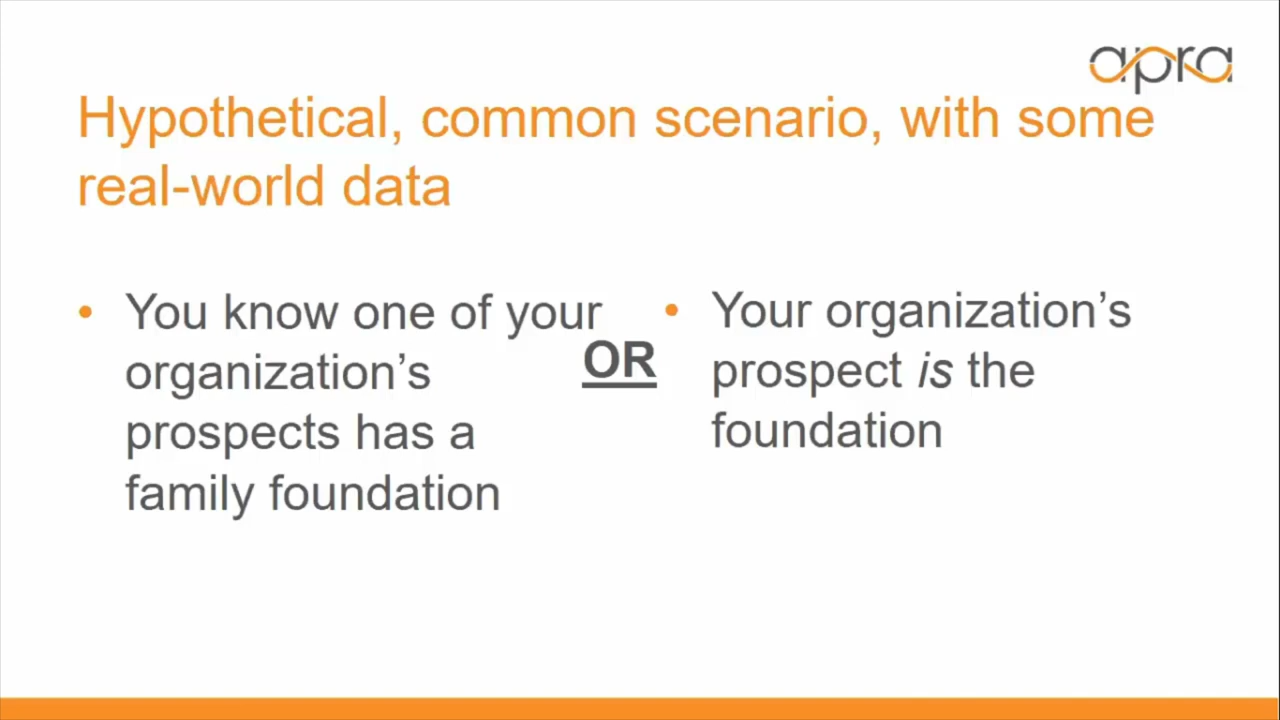 apra
Hypothetical, common scenario, with some
real-world data
• You know one of your
organization’s
prospects has a
family foundation
OR
• Your organization’s
prospect is the
foundation